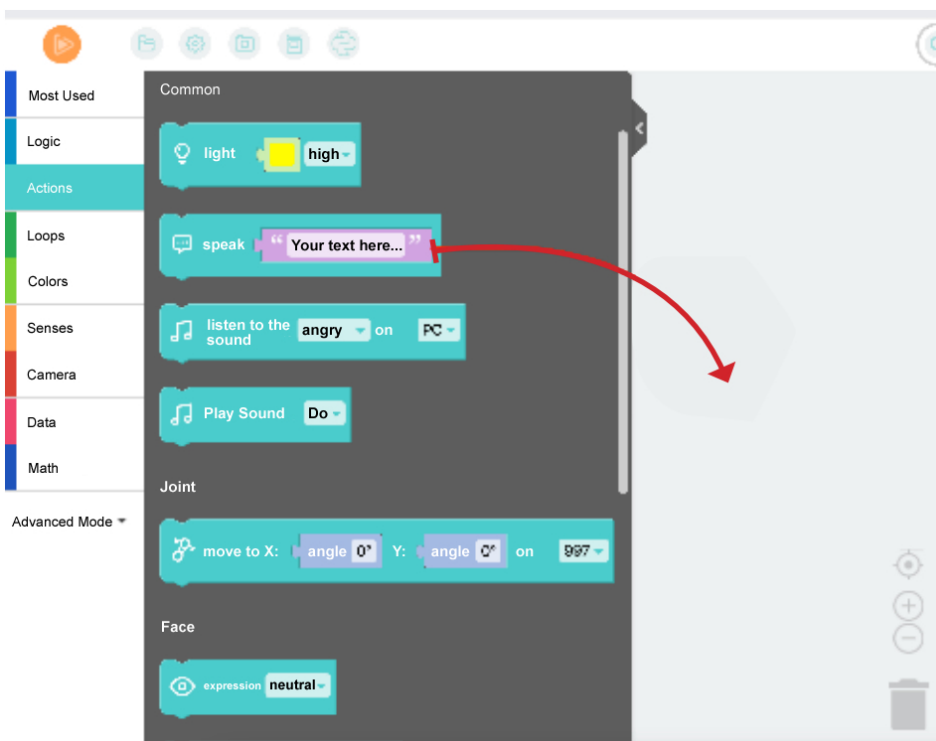 Most Used
Logic
Actions
Loops
Colors
Senses
Camera
Data
Math
Advanced Mode
Common
light high
speak “ Your text here... ”
listen to the sound angry on PC
Play Sound Do
Joint
move to X: angle 0° Y: angle 0° on 997
Face
expression neutral